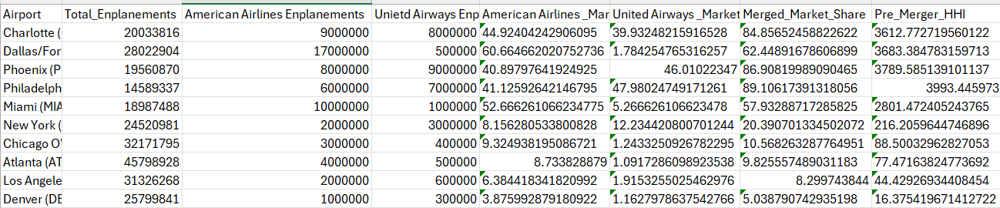 Airport Total_Enplanements American Airlines Enplanements Unietd Airways Enp American Airlines _Mar United Airways _Market Merged_Market_Share Pre_Merger_HHI
Charlotte ( 20033816 9000000 8000000 44.92404242906095 39.93248215916528 84.85652458822622 3612.772719560122
Dallas/For 28022904 17000000 500000 60.664662020752736 1.784254765316257 62.44891678606899 3683.384783159713
Phoenix (P 19560870 8000000 9000000 40.89797641924925 46.01022347 86.90819989090465 3789.585139101137
Philadelph 14589337 6000000 7000000 41.12592642146795 47.98024749171261 89.10617391318056 3993.445973
Miami (MIA 18987488 10000000 1000000 52.666261066234775 5.266626106623478 57.93288717285825 2801.472405243765
New York ( 24520981 2000000 3000000 8.156280533800828 12.234420800701244 20.390701334502072 216.2059644746896
Chicago O' 32171795 3000000 400000 9.324938195086721 1.2433250926782295 10.568263287764951 88.50032962827053
Atlanta (AT 45798928 4000000 500000 8.733828879 1.0917286098923538 9.825557489031183 77.47163824773692
Los Angele 31326268 2000000 600000 6.384418341820992 1.9153255025462976 8.299743844 44.42926934408454
Denver (DE 25799841 1000000 300000 3.875992879180922 1.1627978637542766 5.038790742935198 16.375419671412722